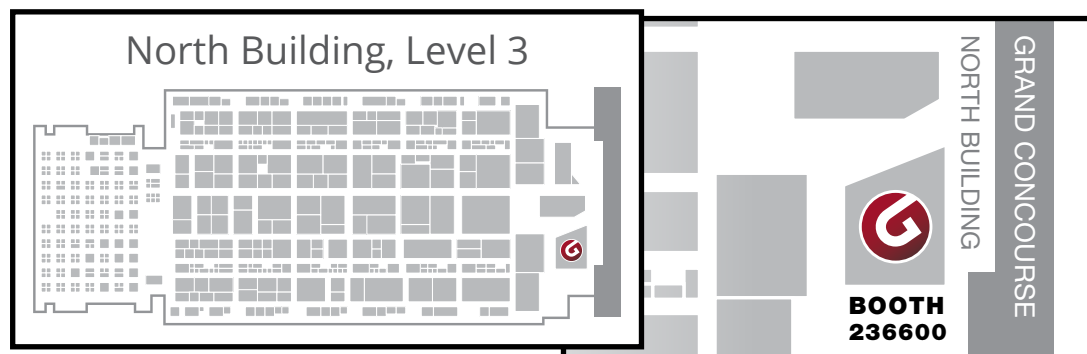 North Building, Level 3
NORTH BUILDING
GRAND CONCOURSE
G
BOOTH
236600